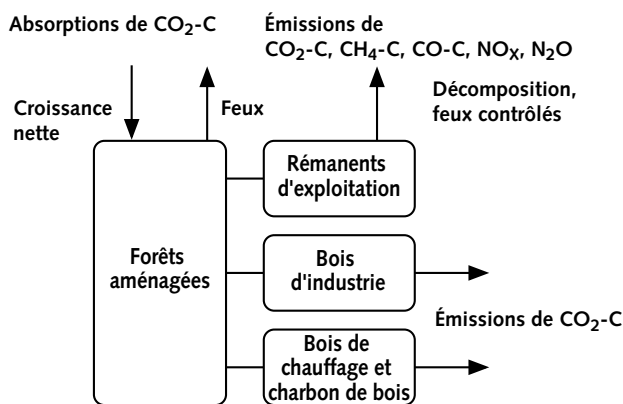 Absorptions de CO₂-C
Émissions de
CO₂-C, CH₄-C, CO-C, NOₓ, N₂O
Croissance
nette
Feux
Décomposition,
feux contrôlés
Forêts
aménagées
Rémanents
d'exploitation
Bois
d'industrie
Bois de
chauffage et
charbon de bois
Émissions de CO₂-C